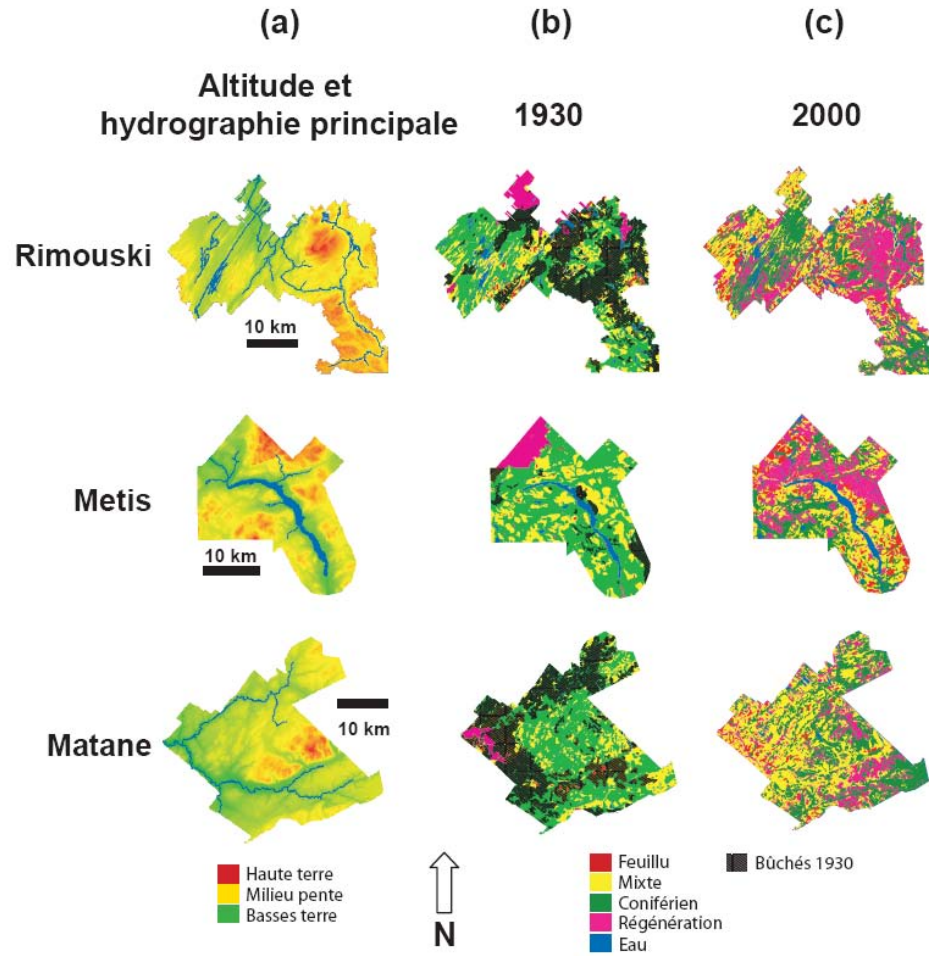 (a)
(b)
(c)
Altitude et
hydrographie principale
1930
2000
Rimouski
10 km
Metis
10 km
Matane
10 km
Haute terre
Milieu pente
Basses terre
N
Feuillu
Mixte
Coniférien
Régénération
Eau
Bûchés 1930